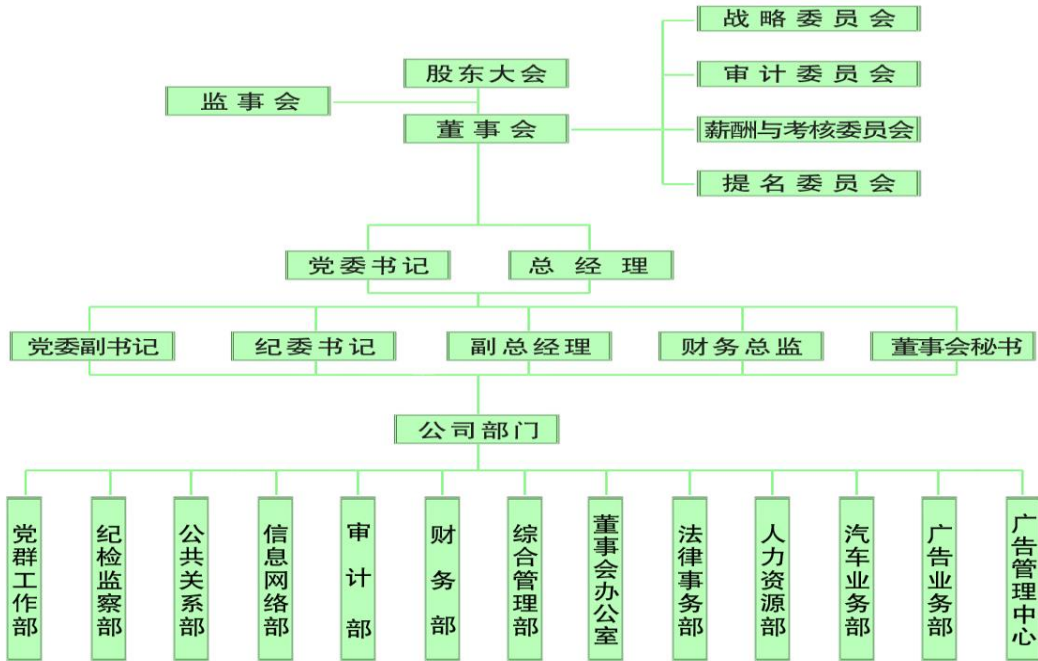 战略委员会
股东大会
审计委员会
监事会
董事会
薪酬与考核委员会
提名委员会
党委书记
总经理
党委副书记
纪委书记
副总经理
财务总监
董事会秘书
公司部门
党群工作部
纪检监察部
公共关系部
信息网络部
审计部
财务部
综合管理部
董事会办公室
法律事务部
人力资源部
汽车业务部
广告业务部
广告管理中心